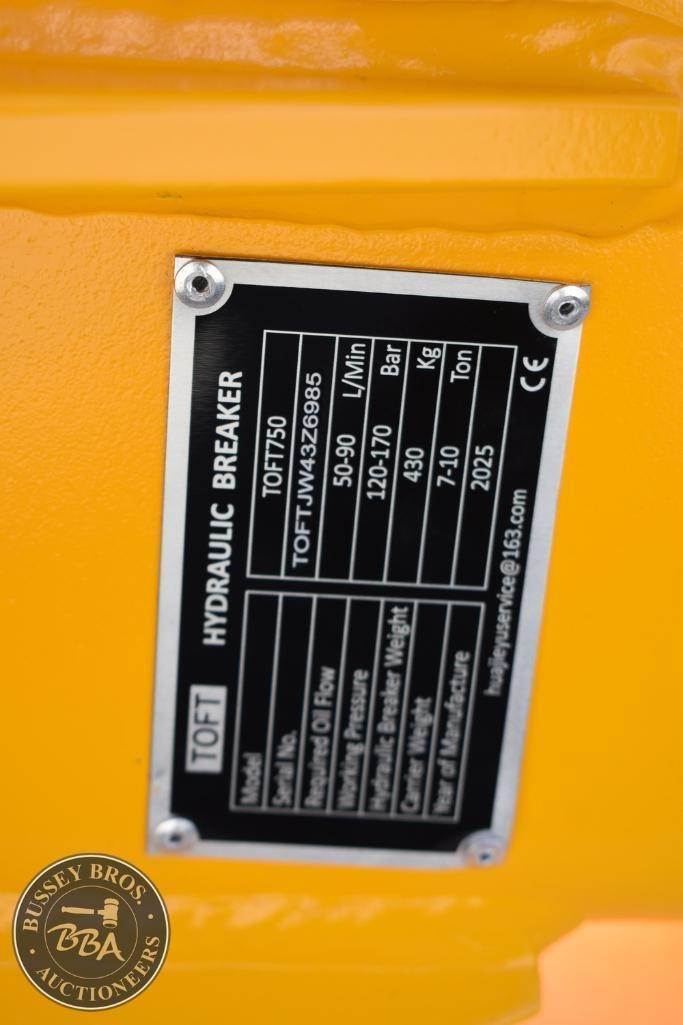 TOFT HYDRAULIC BREAKER
Model TOFT750
Serial No. TOFTJW43Z6985
Required Oil Flow 50-90 L/Min
Working Pressure 120-170 Bar
Hydraulic Breaker Weight 430 Kg
Carrier Weight 7-10 Ton
Year of Manufacture 2025
huajieyuservice@163.com CE
BUSSEY BROS.
BBA
AUCTIONEERS